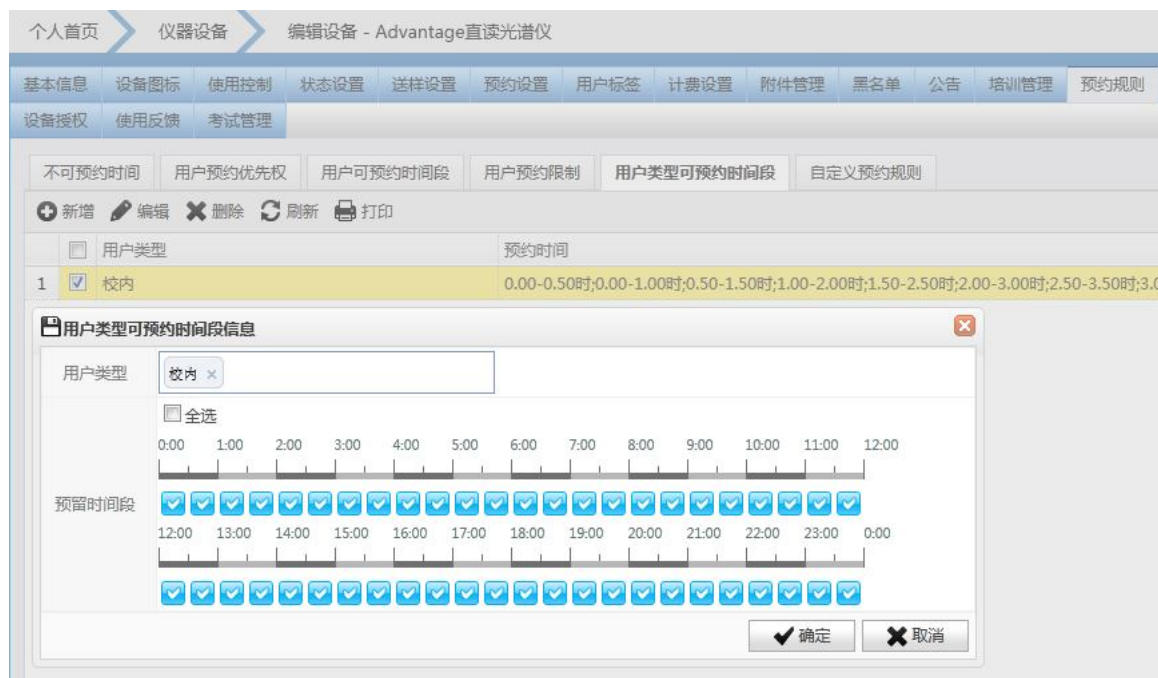 个人首页 仪器设备 编辑设备 - Advantage直读光谱仪
基本信息 设备图标 使用控制 状态设置 送样设置 预约设置 用户标签 计费设置 附件管理 黑名单 公告 培训管理 预约规则
设备授权 使用反馈 考试管理
不可预约时间 用户预约优先权 用户可预约时间段 用户预约限制 用户类型可预约时间段 自定义预约规则
新增 编辑 删除 刷新 打印
用户类型 预约时间
1 校内 0.00-0.50时;0.00-1.00时;0.50-1.50时;1.00-2.00时;1.50-2.50时;2.00-3.00时;2.50-3.50时;3.0
用户类型可预约时间段信息
用户类型 校内 ×
全选
0:00 1:00 2:00 3:00 4:00 5:00 6:00 7:00 8:00 9:00 10:00 11:00 12:00
预留时间段
12:00 13:00 14:00 15:00 16:00 17:00 18:00 19:00 20:00 21:00 22:00 23:00 0:00
确定 取消